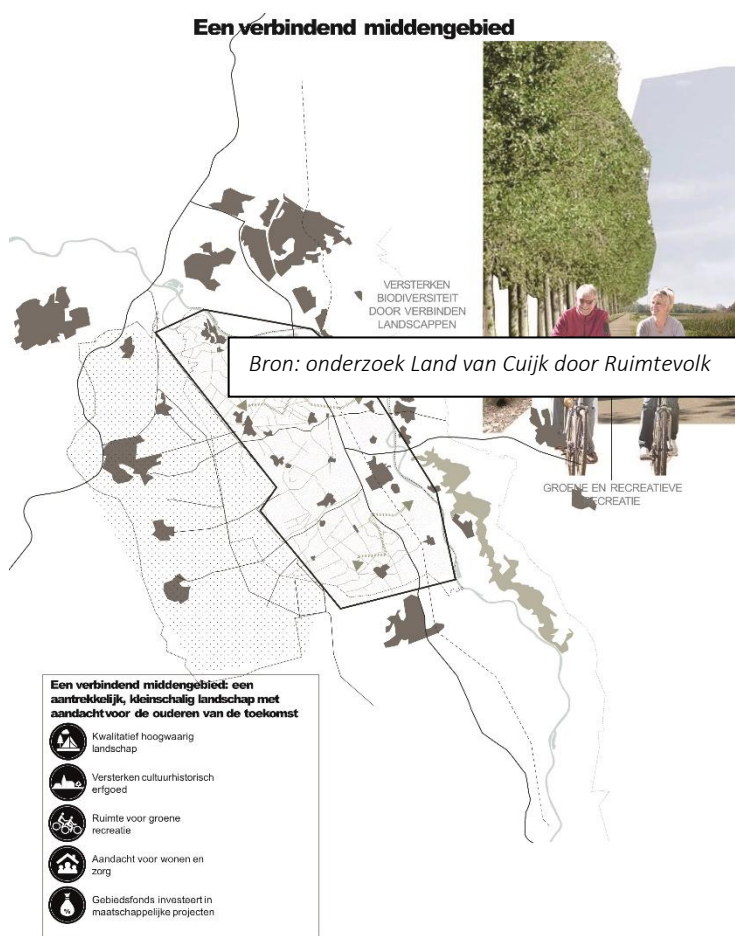 Een verbindend middengebied
VERSTERKEN
BIODIVERSITEIT
DOOR VERBINDEN
LANDSCAPPEN
Bron: onderzoek Land van Cuijk door Ruimtevolk
GROENE EN RECREATIEVE
RECREATIE
Een verbindend middengebied: een
aantrekkelijk, kleinschalig landschap met
aandacht voor de ouderen van de toekomst
Kwalitatief hoogwaarig
landschap
Versterken cultuurhistorisch
erfgoed
Ruimte voor groene
recreatie
Aandacht voor wonen en
zorg
%
Gebiedsfonds investeert in
maatschappelijke projecten